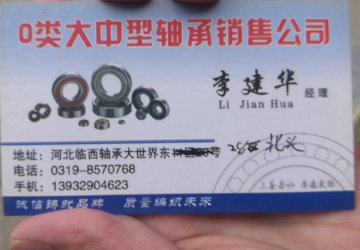 0类大中型轴承销售公司
李建华 经理
Li Jian Hua
地址：河北临西轴承大世界东
电话：0319-8570768
手机：13932904623
诚信铸就品牌 质量编织未来